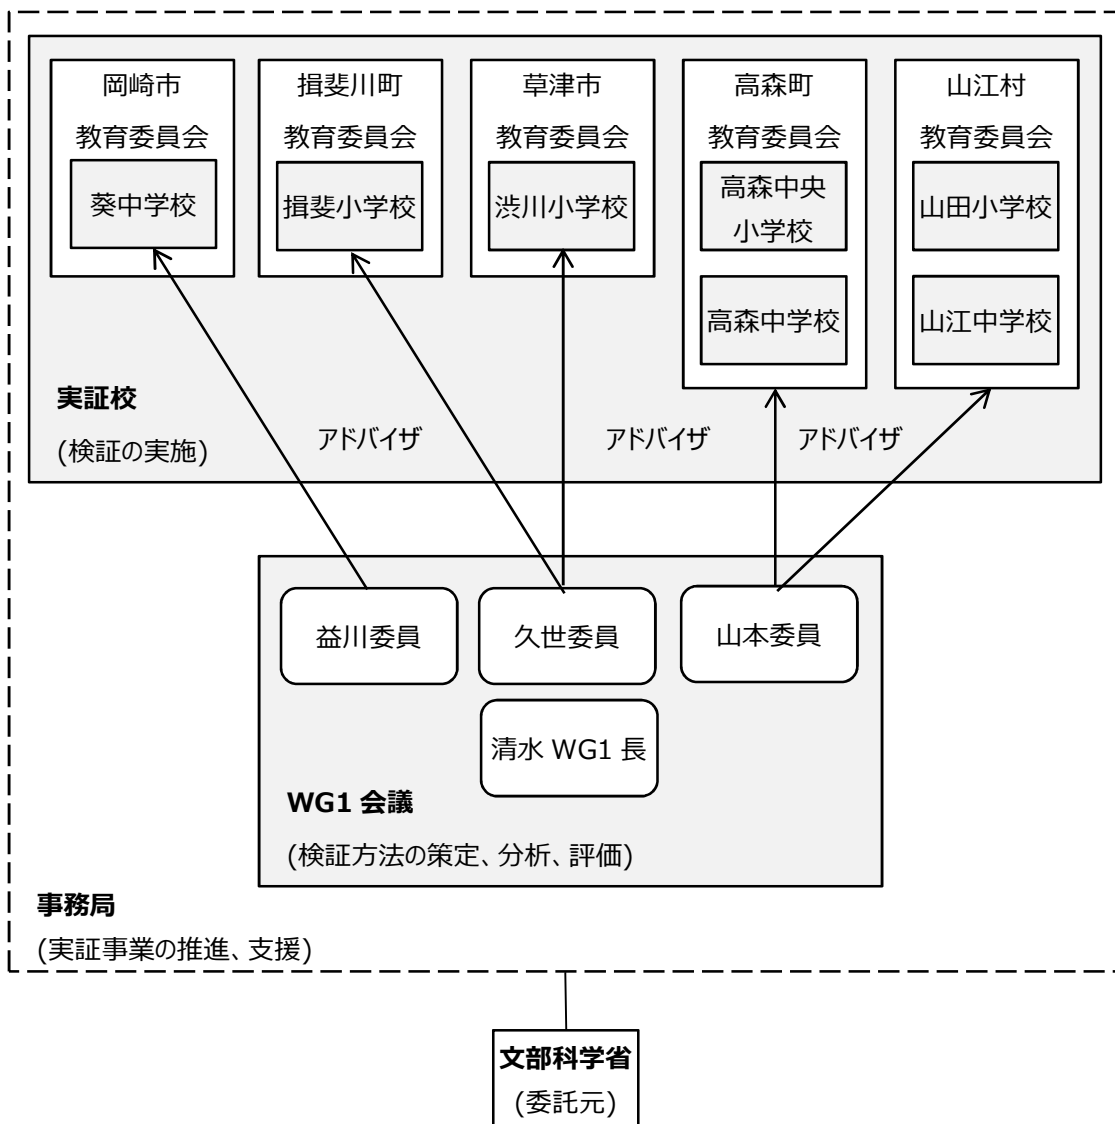 岡崎市
教育委員会
葵中学校
揖斐川町
教育委員会
揖斐小学校
草津市
教育委員会
渋川小学校
高森町
教育委員会
高森中央
小学校
高森中学校
山江村
教育委員会
山田小学校
山江中学校
実証校
(検証の実施)
アドバイザ
アドバイザ
アドバイザ
益川委員
久世委員
山本委員
清水 WG1 長
WG1 会議
(検証方法の策定、分析、評価)
事務局
(実証事業の推進、支援)
文部科学省
(委託元)